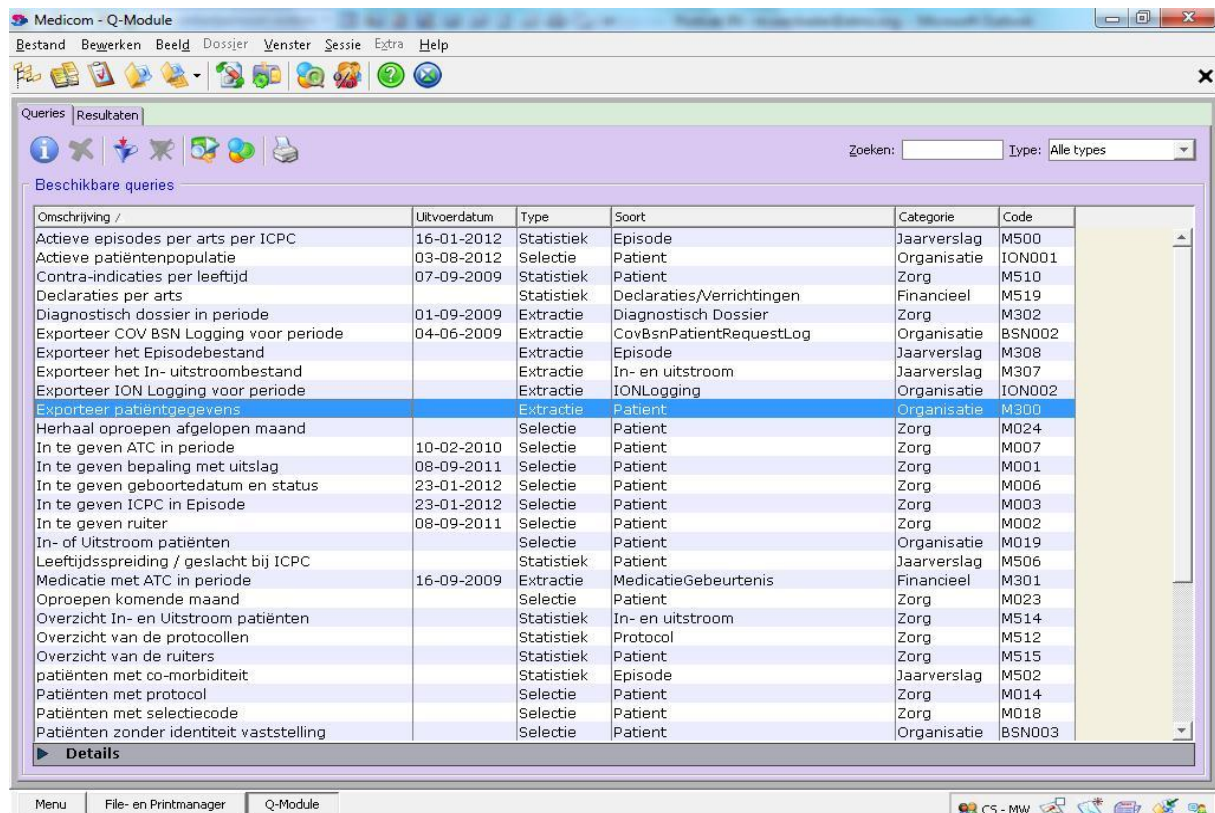 Medicom - Q-Module
Bestand Bewerken Beeld Dossier Venster Sessie Extra Help
Queries Resultaten
Zoeken: Type: Alle types
Beschikbare queries
Omschrijving / Uitvoerdatum Type Soort Categorie Code
Actieve episodes per arts per ICPC 16-01-2012 Statistiek Episode Jaarverslag M500
Actieve patiëntenpopulatie 03-08-2012 Selectie Patient Organisatie ION001
Contra-indicaties per leeftijd 07-09-2009 Statistiek Patient Zorg M510
Declaraties per arts Statistiek Declaraties/Verrichtingen Financieel M519
Diagnostisch dossier in periode 01-09-2009 Extractie Diagnostisch Dossier Zorg M302
Exporteer COV BSN Logging voor periode 04-06-2009 Extractie CovBsnPatientRequestLog Organisatie BSN002
Exporteer het Episodebestand Extractie Episode Jaarverslag M308
Exporteer het In- uitstroombestand Extractie In- en uitstroom Jaarverslag M307
Exporteer ION Logging voor periode Extractie IONLogging Organisatie ION002
Exporteer patiëntgegevens Extractie Patient Organisatie M300
Herhaal oproepen afgelopen maand Selectie Patient Zorg M024
In te geven ATC in periode 10-02-2010 Selectie Patient Zorg M007
In te geven bepaling met uitslag 08-09-2011 Selectie Patient Zorg M001
In te geven geboortedatum en status 23-01-2012 Selectie Patient Zorg M006
In te geven ICPC in Episode 23-01-2012 Selectie Patient Zorg M003
In te geven ruiter 08-09-2011 Selectie Patient Zorg M002
In- of Uitstroom patiënten Selectie Patient Organisatie M019
Leeftijdsspreiding / geslacht bij ICPC Statistiek Patient Jaarverslag M506
Medicatie met ATC in periode 16-09-2009 Extractie MedicatieGebeurtenis Financieel M301
Oproepen komende maand Selectie Patient Zorg M023
Overzicht In- en Uitstroom patiënten Statistiek In- en uitstroom Zorg M514
Overzicht van de protocollen Statistiek Protocol Zorg M512
Overzicht van de ruiters Statistiek Patient Zorg M515
patiënten met co-morbiditeit Statistiek Episode Jaarverslag M502
Patiënten met protocol Selectie Patient Zorg M014
Patiënten met selectiecode Selectie Patient Zorg M018
Patiënten zonder identiteit vaststelling Selectie Patient Organisatie BSN003
Details
Menu File- en Printmanager Q-Module CS - MW